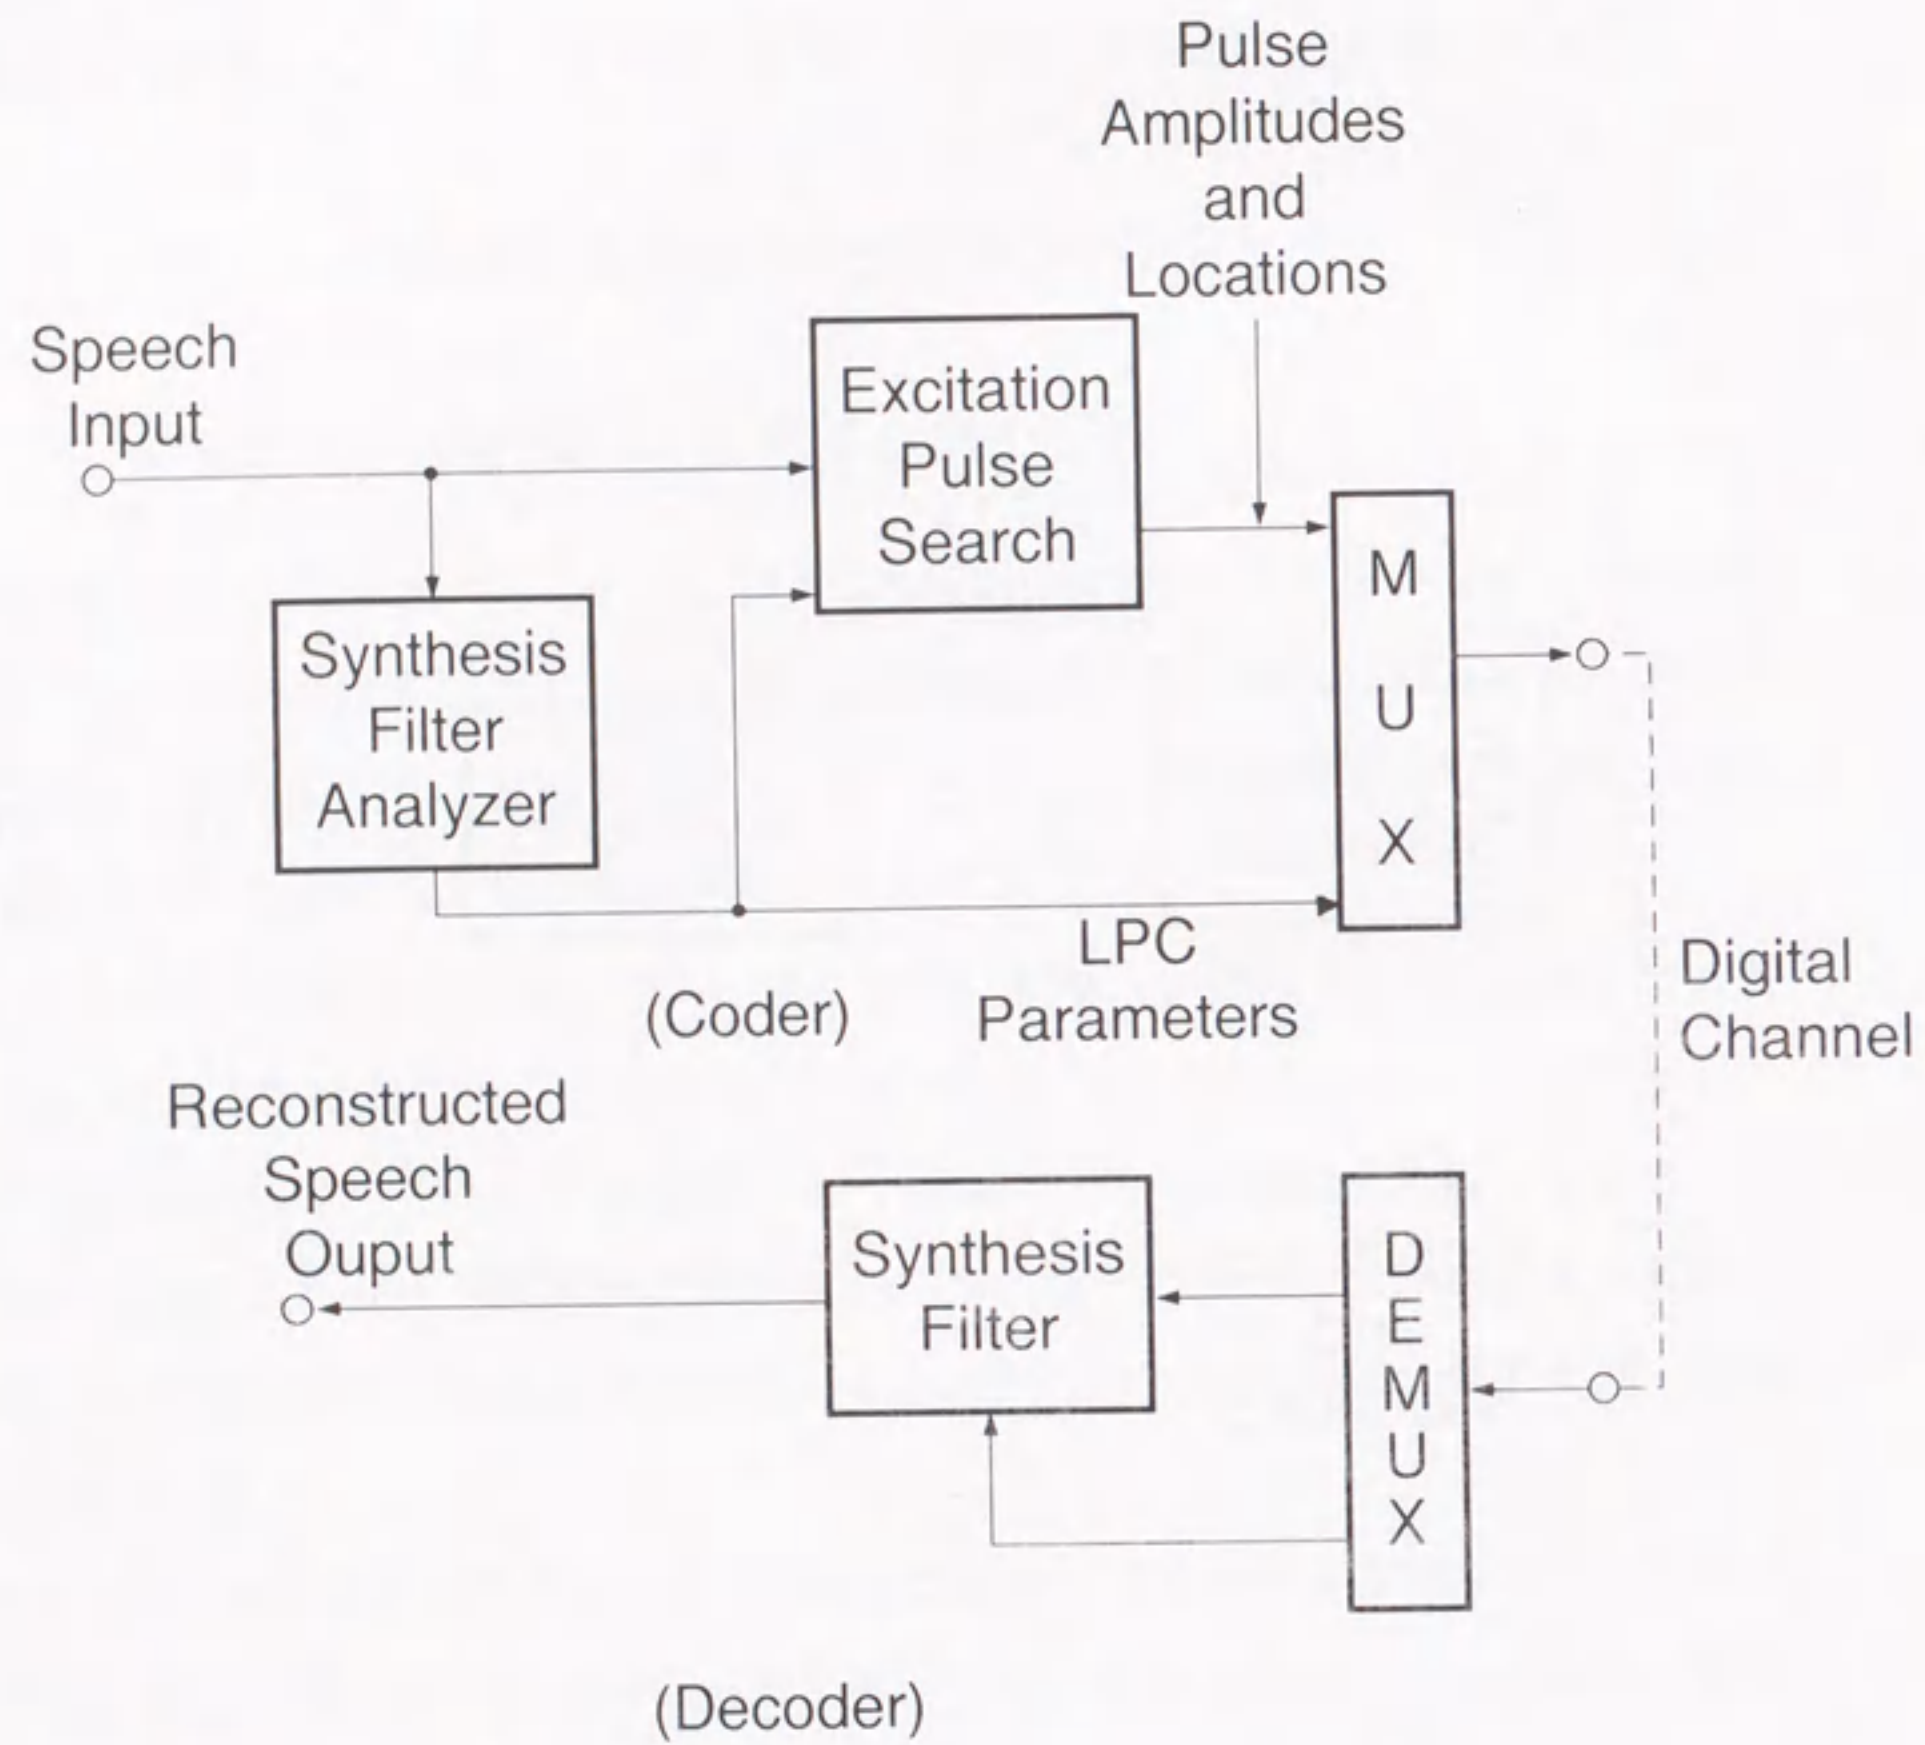 Pulse
Amplitudes
and
Locations
Speech
Input
Excitation
Pulse
Search
Synthesis
Filter
Analyzer
M
U
X
LPC
Parameters
(Coder)
Digital
Channel
Reconstructed
Speech
Ouput
Synthesis
Filter
D
E
M
U
X
(Decoder)